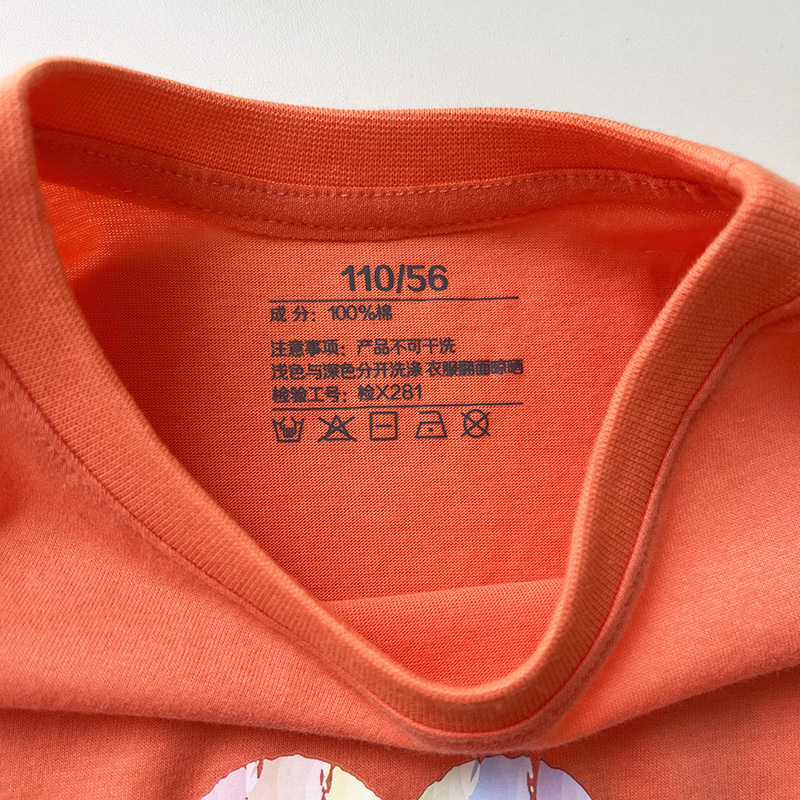 110/56
成 分：100%棉
注意事项：产品不可干洗
浅色与深色分开洗涤 衣服翻面晾晒
检验工号：检X281